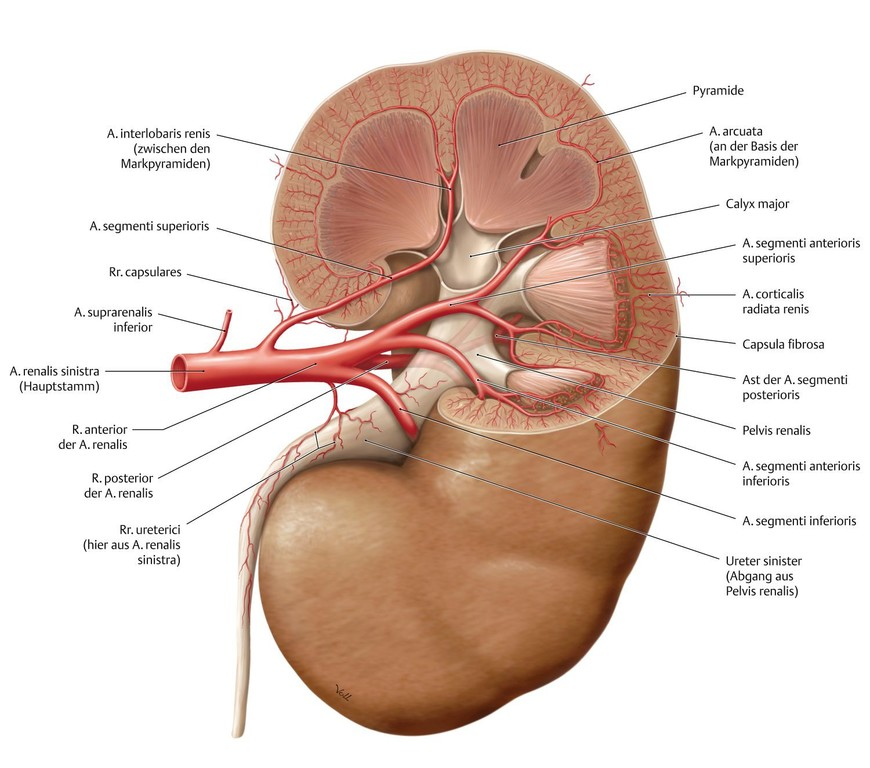 A. interlobaris renis
(zwischen den
Markpyramiden)
A. segmenti superioris
Rr. capsulares
A. suprarenalis
inferior
A. renalis sinistra
(Hauptstamm)
R. anterior
der A. renalis
R. posterior
der A. renalis
Rr. ureterici
(hier aus A. renalis
sinistra)
Pyramide
A. arcuata
(an der Basis der
Markpyramiden)
Calyx major
A. segmenti anterioris
superioris
A. corticalis
radiata renis
Capsula fibrosa
Ast der A. segmenti
posterioris
Pelvis renalis
A. segmenti anterioris
inferioris
A. segmenti inferioris
Ureter sinister
(Abgang aus
Pelvis renalis)